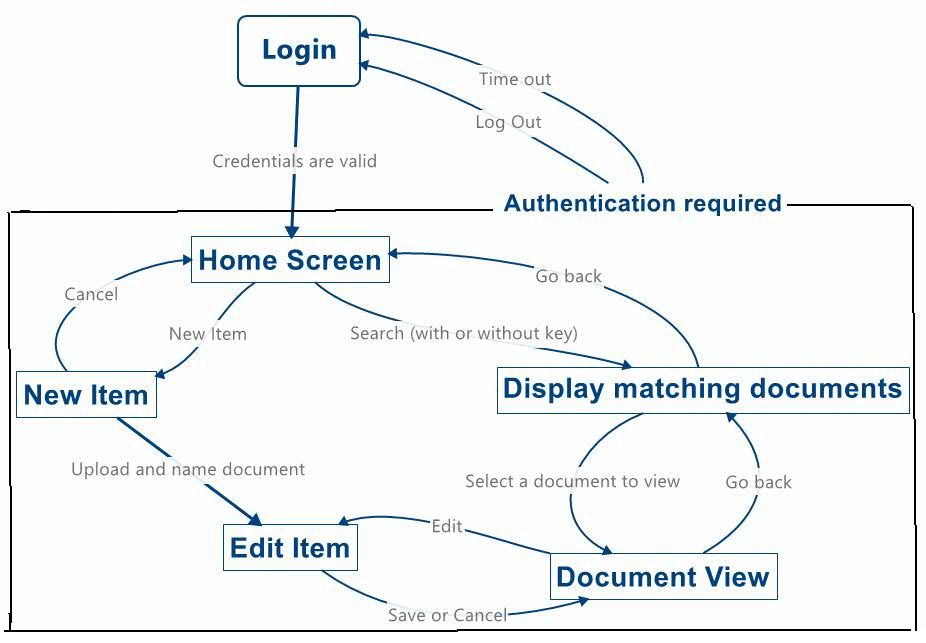 Login
Time out
Log Out
Credentials are valid
Authentication required
Home Screen
Go back
Cancel
New Item
Search (with or without key)
New Item
Display matching documents
Upload and name document
Select a document to view
Go back
Edit
Edit Item
Document View
Save or Cancel